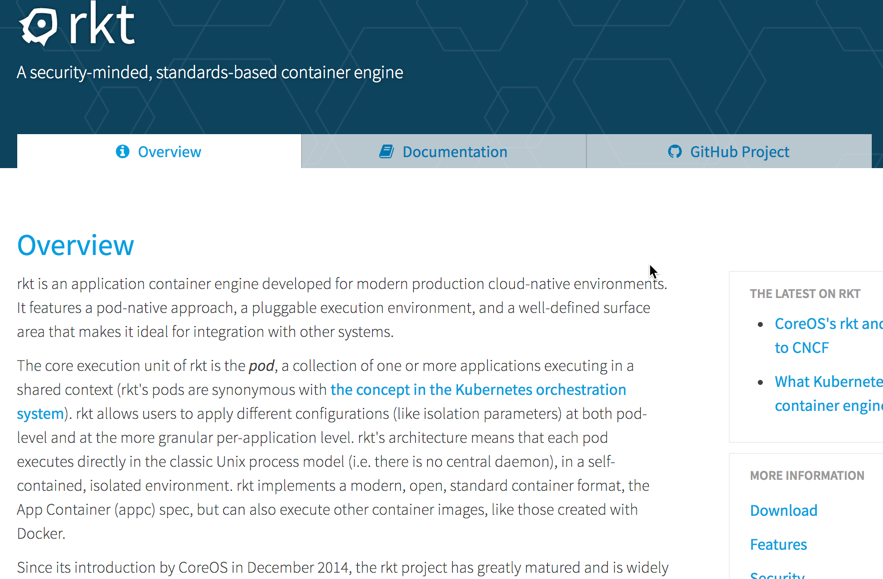 rkt
A security-minded, standards-based container engine
Overview
Documentation
GitHub Project
Overview
rkt is an application container engine developed for modern production cloud-native environments.
It features a pod-native approach, a pluggable execution environment, and a well-defined surface
area that makes it ideal for integration with other systems.
The core execution unit of rkt is the pod, a collection of one or more applications executing in a
shared context (rkt's pods are synonymous with the concept in the Kubernetes orchestration
system). rkt allows users to apply different configurations (like isolation parameters) at both pod-
level and at the more granular per-application level. rkt's architecture means that each pod
executes directly in the classic Unix process model (i.e. there is no central daemon), in a self-
contained, isolated environment. rkt implements a modern, open, standard container format, the
App Container (appc) spec, but can also execute other container images, like those created with
Docker.
Since its introduction by CoreOS in December 2014, the rkt project has greatly matured and is widely
THE LATEST ON RKT
CoreOS's rkt and
to CNCF
What Kubernete
container engin
MORE INFORMATION
Download
Features
Security